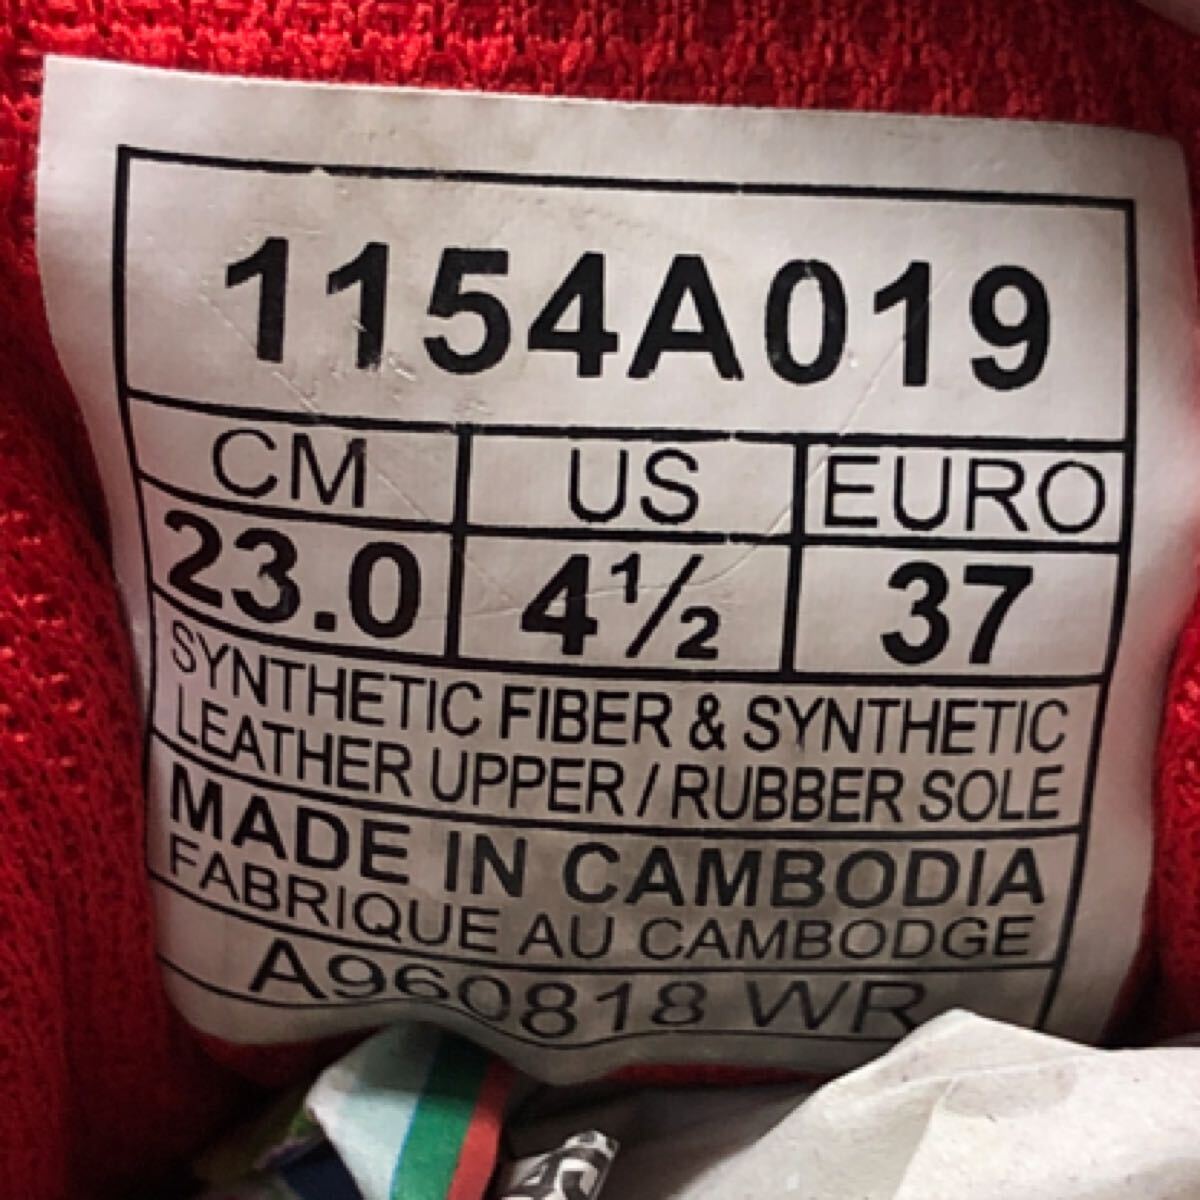 1154A019
CM US EURO
23.0 4½ 37
SYNTHETIC FIBER & SYNTHETIC
LEATHER UPPER / RUBBER SOLE
MADE IN CAMBODIA
FABRIQUE AU CAMBODGE
A960818 WR